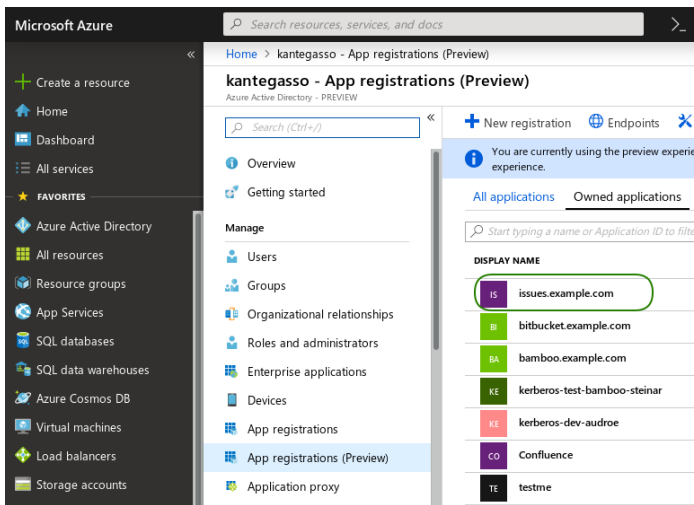 Microsoft Azure
Search resources, services, and docs
>_
«
Create a resource
Home
Dashboard
All services
FAVORITES
Azure Active Directory
All resources
Resource groups
App Services
SQL databases
SQL data warehouses
Azure Cosmos DB
Virtual machines
Load balancers
Storage accounts
Home > kantegasso - App registrations (Preview)
kantegasso - App registrations (Preview)
Azure Active Directory - PREVIEW
Search (Ctrl+/)
«
Overview
Getting started
Manage
Users
Groups
Organizational relationships
Roles and administrators
Enterprise applications
Devices
App registrations
App registrations (Preview)
Application proxy
New registration Endpoints
You are currently using the preview experie
experience.
All applications Owned applications
Start typing a name or Application ID to filte
DISPLAY NAME
IS issues.example.com
BI bitbucket.example.com
BA bamboo.example.com
KE kerberos-test-bamboo-steinar
KE kerberos-dev-audroe
CO Confluence
TE testme